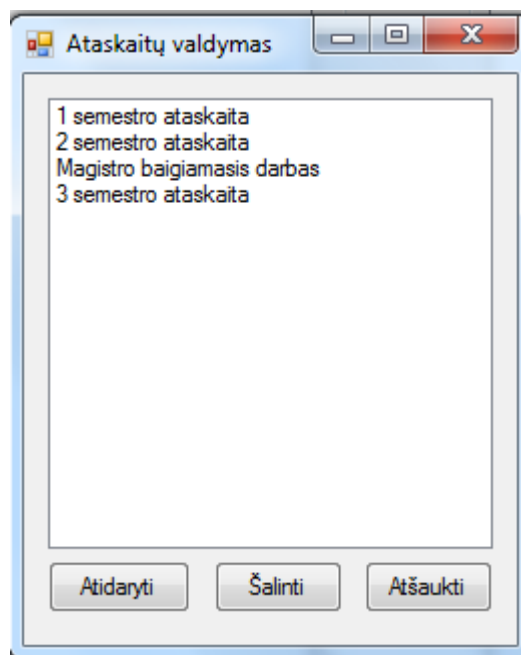 Ataskaitų valdymas
1 semestro ataskaita
2 semestro ataskaita
Magistro baigiamasis darbas
3 semestro ataskaita
Atidaryti
Šalinti
Atšaukti